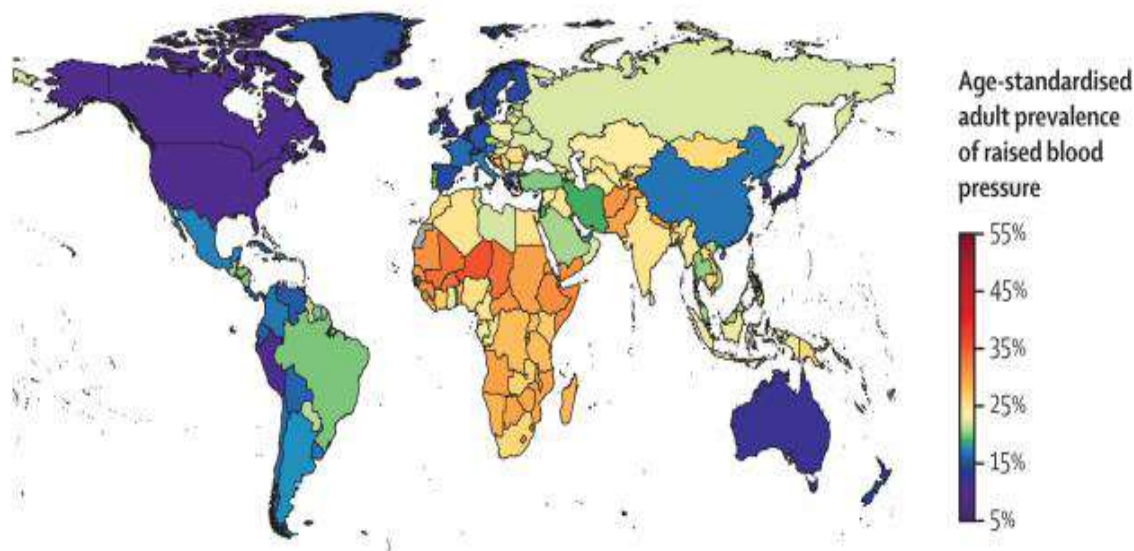 Age-standardised
adult prevalence
of raised blood
pressure
55%
45%
35%
25%
15%
5%